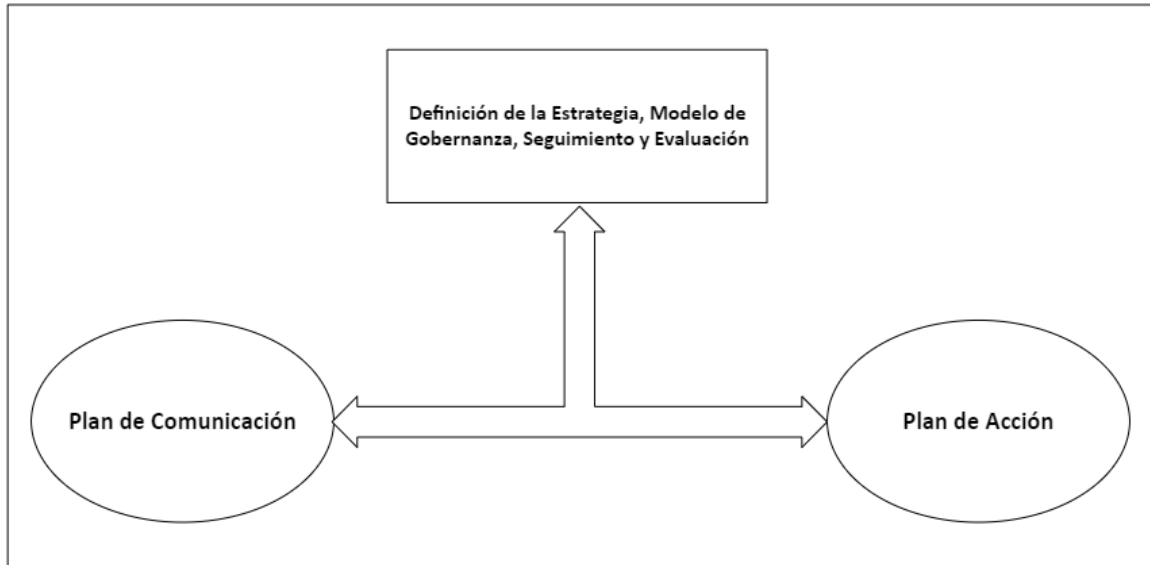 Definición de la Estrategia, Modelo de
Gobernanza, Seguimiento y Evaluación
Plan de Comunicación
Plan de Acción